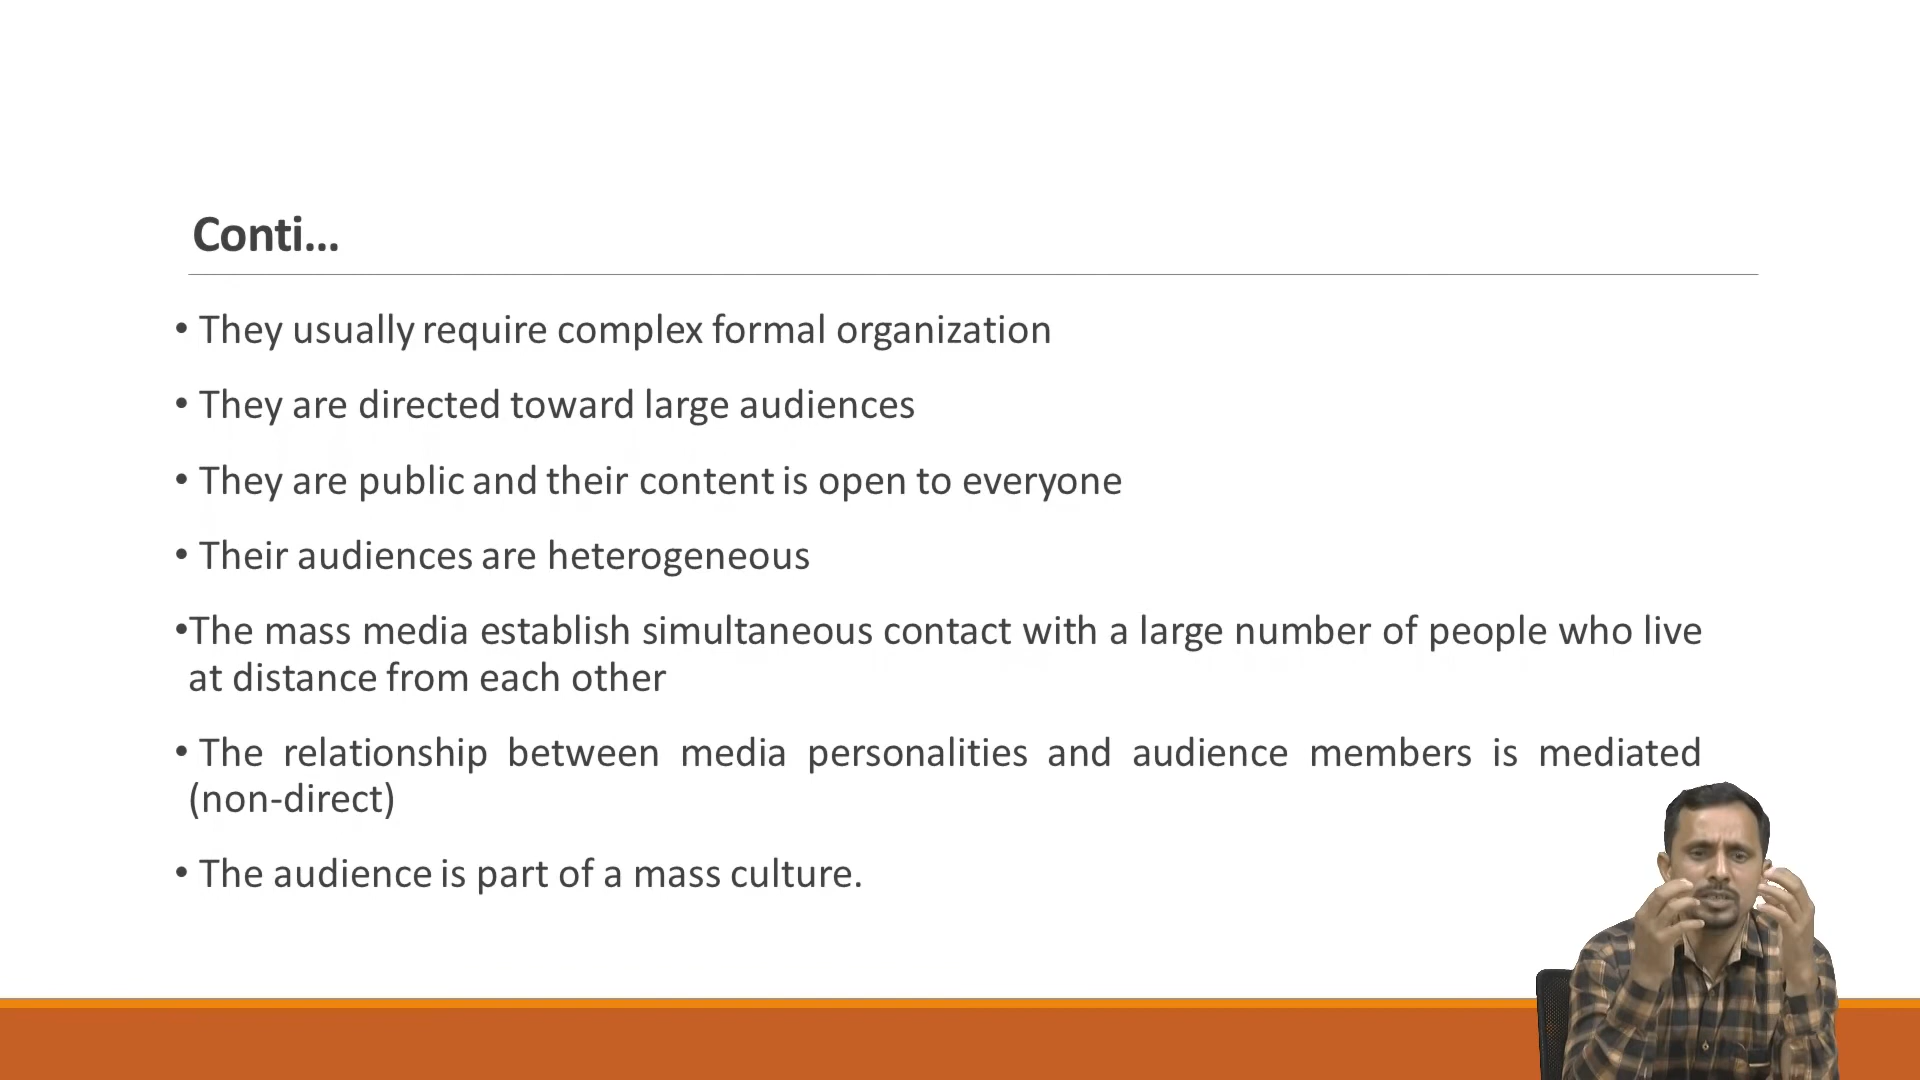 Conti...
• They usually require complex formal organization
• They are directed toward large audiences
• They are public and their content is open to everyone
• Their audiences are heterogeneous
•The mass media establish simultaneous contact with a large number of people who live
at distance from each other
• The relationship between media personalities and audience members is mediated
(non-direct)
• The audience is part of a mass culture.